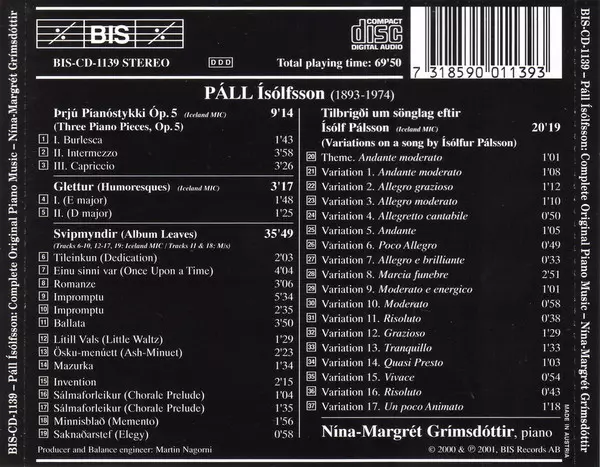 BIS-CD-1139 – Páll Ísólfsson: Complete Original Piano Music – Nína-Margrét Grímsdóttir
BIS
BIS-CD-1139 STEREO
DDD
COMPACT
disc
DIGITAL AUDIO
Total playing time: 69'50
7 318590 011393
PÁLL Ísólfsson (1893-1974)
Þrjú Pianóstykki Óp. 5 (Iceland MIC) 9'14
(Three Piano Pieces, Op. 5)
1 I. Burlesca 1'43
2 II. Intermezzo 3'58
3 III. Capriccio 3'26
Glettur (Humoresques) (Iceland MIC) 3'17
4 I. (E major) 1'48
5 II. (D major) 1'25
Svipmyndir (Album Leaves) 35'49
(Tracks 6-10, 12-17, 19: Iceland MIC / Tracks 11 & 18: M/s)
6 Tileinkun (Dedication) 2'03
7 Einu sinni var (Once Upon a Time) 4'04
8 Romanze 3'06
9 Impromptu 5'34
10 Impromptu 2'35
11 Ballata 3'50
12 Lítill Vals (Little Waltz) 1'29
13 Ösku-menúett (Ash-Minuet) 2'23
14 Mazurka 1'34
15 Invention 2'15
16 Sálmaforleikur (Chorale Prelude) 1'04
17 Sálmaforleikur (Chorale Prelude) 1'35
18 Minnisblað (Memento) 1'56
19 Saknaðarstef (Elegy) 0'58
Producer and Balance engineer: Martin Nagorni
Tilbrigði um sönglag eftir
Ísólf Pálsson (Iceland MIC) 20'19
(Variations on a song by Ísólfur Pálsson)
20 Theme. Andante moderato 1'01
21 Variation 1. Andante moderato 1'08
22 Variation 2. Allegro grazioso 1'12
23 Variation 3. Allegro moderato 1'10
24 Variation 4. Allegretto cantabile 0'50
25 Variation 5. Andante 1'05
26 Variation 6. Poco Allegro 0'49
27 Variation 7. Allegro e brillante 0'33
28 Variation 8. Marcia funebre 2'51
29 Variation 9. Moderato e energico 1'01
30 Variation 10. Moderato 0'58
31 Variation 11. Risoluto 0'38
32 Variation 12. Grazioso 1'29
33 Variation 13. Tranquillo 1'33
34 Variation 14. Quasi Presto 1'03
35 Variation 15. Vivace 0'54
36 Variation 16. Risoluto 0'43
37 Variation 17. Un poco Animato 1'18
Nína-Margrét Grímsdóttir, piano
© 2000 & ℗ 2001, BIS Records AB
MADE IN AUSTRIA
BIS-CD-1139 – Páll Ísólfsson: Complete Original Piano Music – Nína-Margrét Grímsdóttir